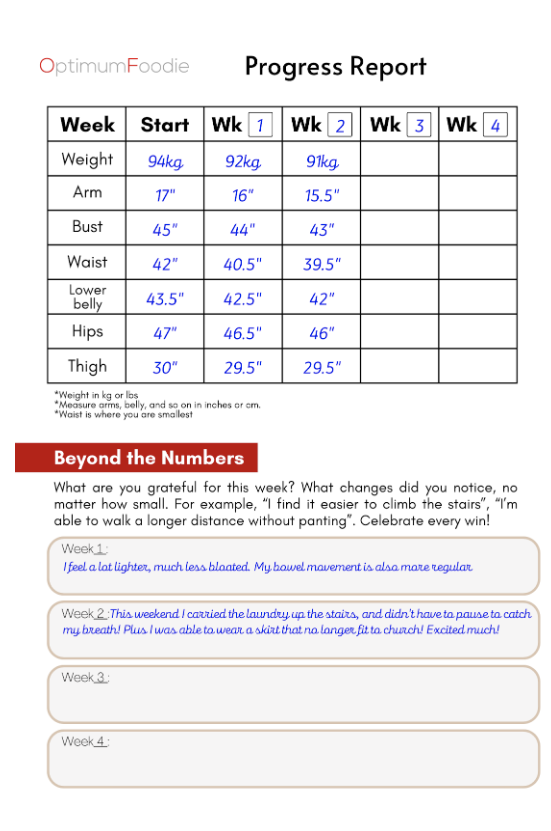 OptimumFoodie Progress Report
Week Start Wk 1 Wk 2 Wk 3 Wk 4
Weight 94kg 92kg 91kg
Arm 17" 16" 15.5"
Bust 45" 44" 43"
Waist 42" 40.5" 39.5"
Lower
belly 43.5" 42.5" 42"
Hips 47" 46.5" 46"
Thigh 30" 29.5" 29.5"
*Weight in kg or lbs
*Measure arms, belly, and so on in inches or cm.
*Waist is where you are smallest
Beyond the Numbers
What are you grateful for this week? What changes did you notice, no
matter how small. For example, "I find it easier to climb the stairs", "I'm
able to walk a longer distance without panting". Celebrate every win!
Week 1 :
I feel a lot lighter, much less bloated. My bowel movement is also more regular
Week 2 :This weekend I carried the laundry up the stairs, and didn't have to pause to catch
my breath! Plus I was able to wear a skirt that no longer fit to church! Excited much!
Week 3 :
Week 4 :